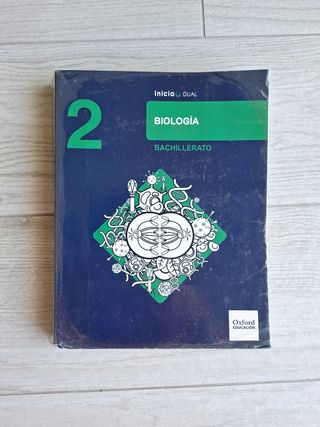 inicia DUAL
2
BIOLOGÍA
BACHILLERATO
Oxford
EDUCACIÓN